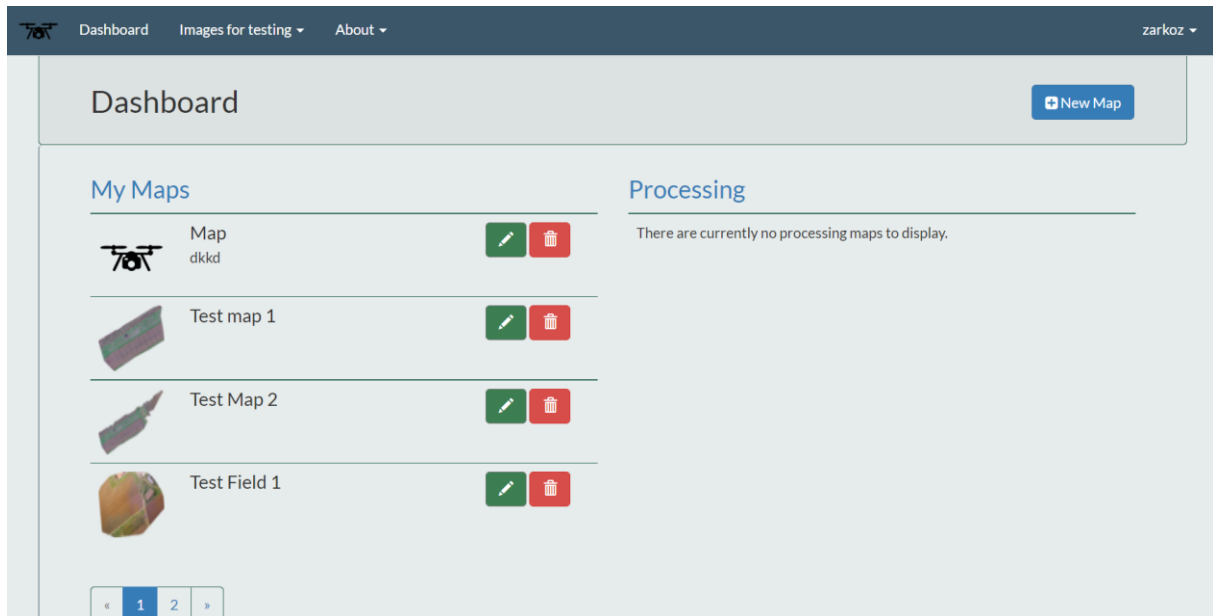 Dashboard Images for testing About zarkoz
Dashboard
New Map
My Maps
Map
dkkd
Test map 1
Test Map 2
Test Field 1
« 1 2 »
Processing
There are currently no processing maps to display.